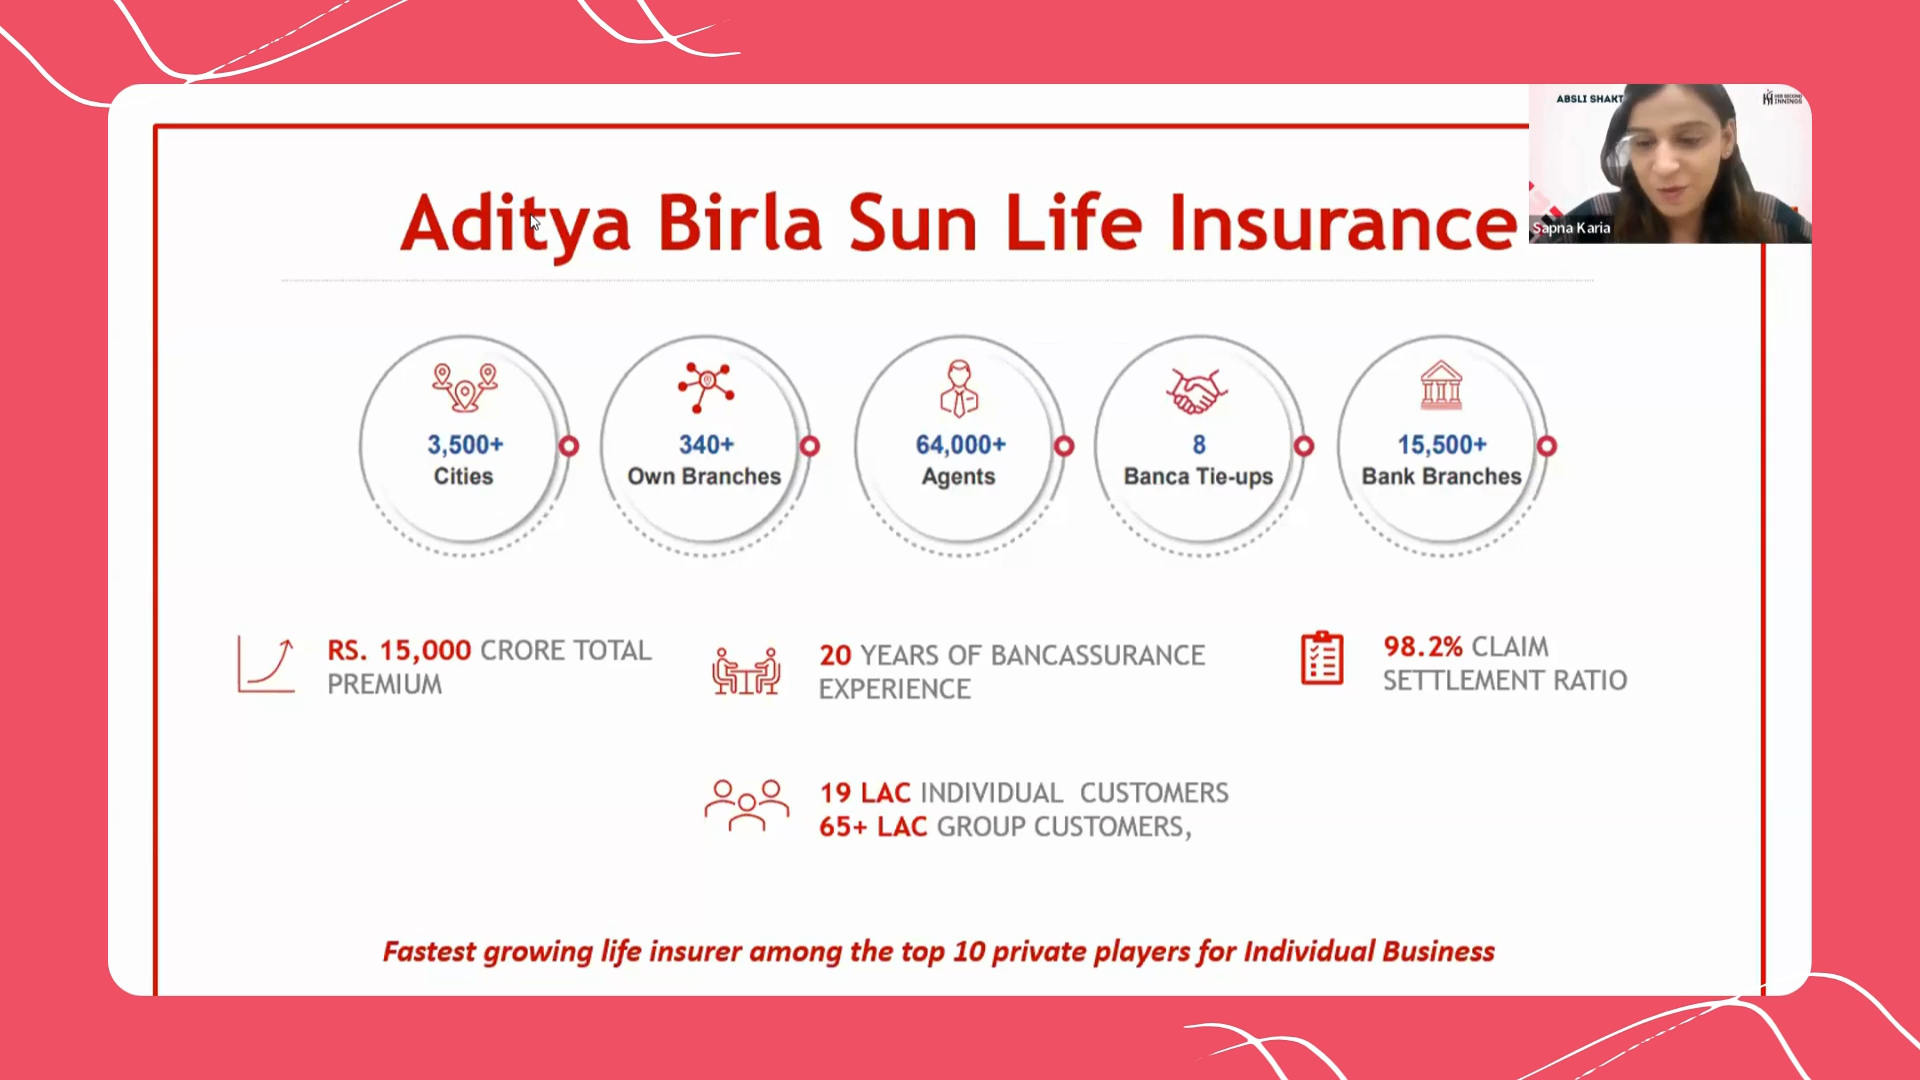 ABSLI SHAKT
HER SECOND
INNINGS
Sapna Karia
Aditya Birla Sun Life Insurance
3,500+
Cities
340+
Own Branches
64,000+
Agents
8
Banca Tie-ups
15,500+
Bank Branches
RS. 15,000 CRORE TOTAL
PREMIUM
20 YEARS OF BANCASSURANCE
EXPERIENCE
98.2% CLAIM
SETTLEMENT RATIO
19 LAC INDIVIDUAL CUSTOMERS
65+ LAC GROUP CUSTOMERS,
Fastest growing life insurer among the top 10 private players for Individual Business